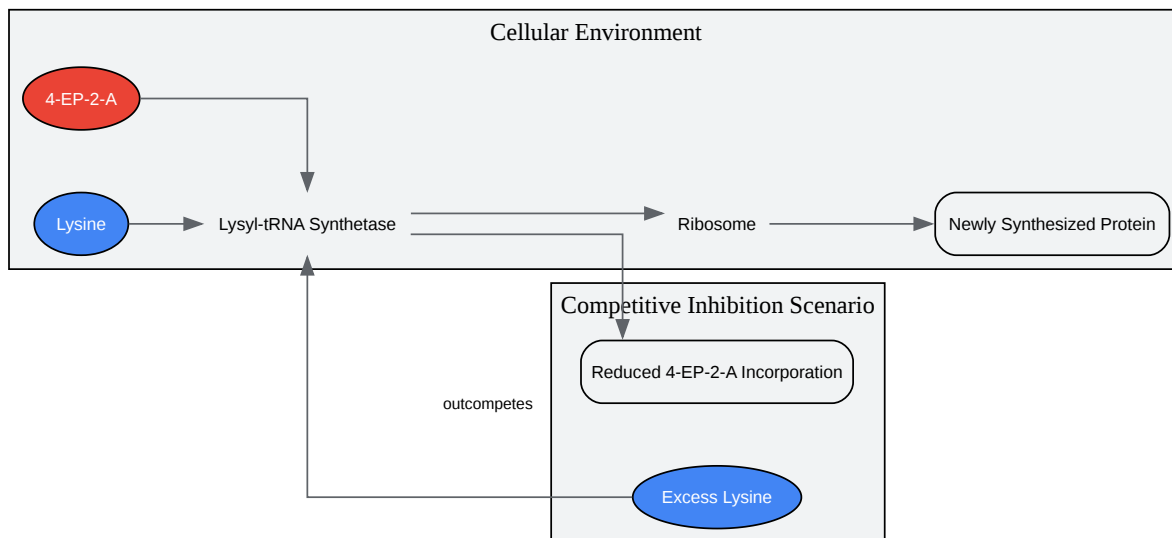 Cellular Environment
4-EP-2-A
Lysine
Lysyl-tRNA Synthetase
Ribosome
Newly Synthesized Protein
Competitive Inhibition Scenario
Reduced 4-EP-2-A Incorporation
outcompetes
Excess Lysine